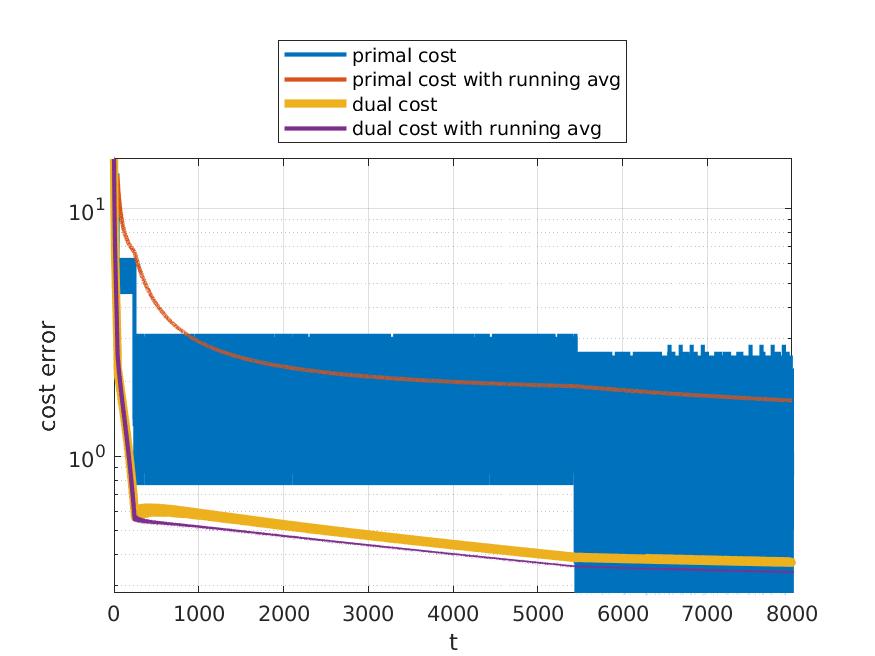 primal cost
primal cost with running avg
dual cost
dual cost with running avg
10^1
10^0
cost error
0 1000 2000 3000 4000 5000 6000 7000 8000
t